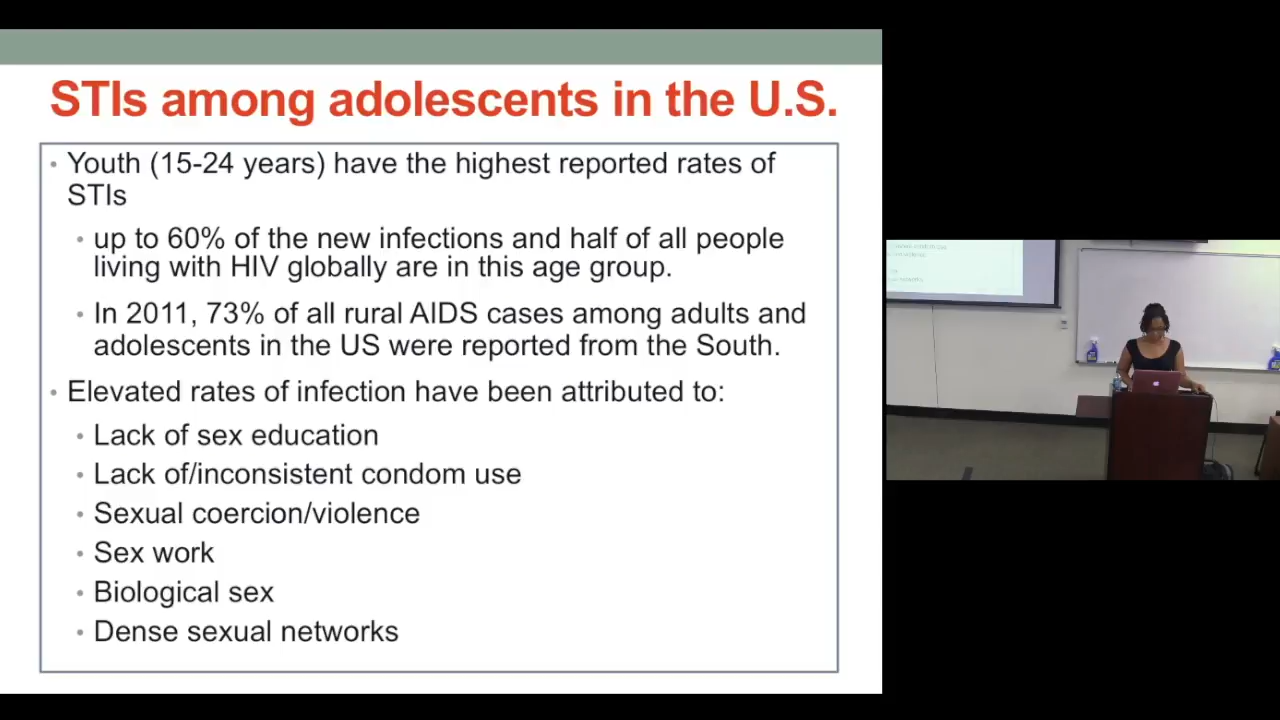 STIs among adolescents in the U.S.
• Youth (15-24 years) have the highest reported rates of
STIs
• up to 60% of the new infections and half of all people
living with HIV globally are in this age group.
• In 2011, 73% of all rural AIDS cases among adults and
adolescents in the US were reported from the South.
• Elevated rates of infection have been attributed to:
• Lack of sex education
• Lack of/inconsistent condom use
• Sexual coercion/violence
• Sex work
• Biological sex
• Dense sexual networks